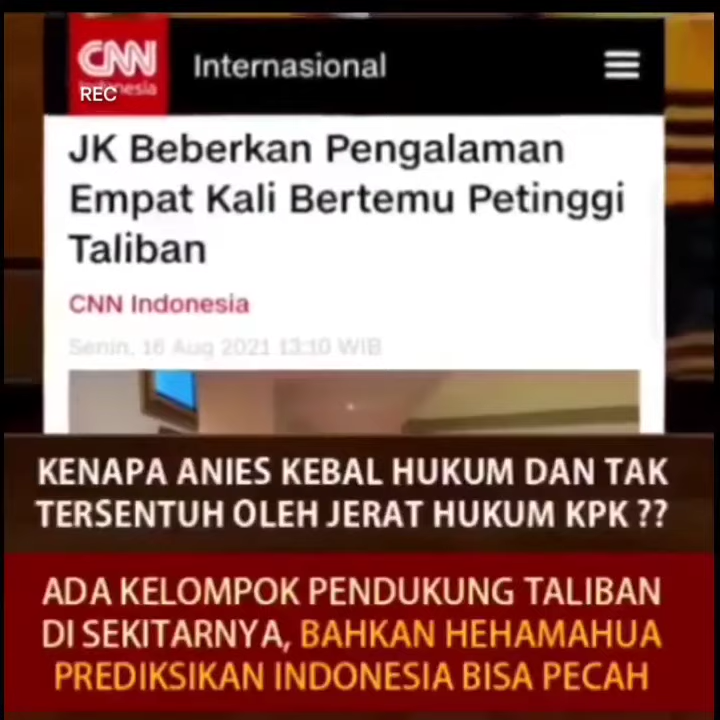 CNN
Internasional
REC
nesia
JK Beberkan Pengalaman
Empat Kali Bertemu Petinggi
Taliban
CNN Indonesia
Senin, 16 Aug 2021 13:10 WIB
KENAPA ANIES KEBAL HUKUM DAN TAK
TERSENTUH OLEH JERAT HUKUM KPK ??
ADA KELOMPOK PENDUKUNG TALIBAN
DI SEKITARNYA, BAHKAN HEHAMAHUA
PREDIKSIKAN INDONESIA BISA PECAH